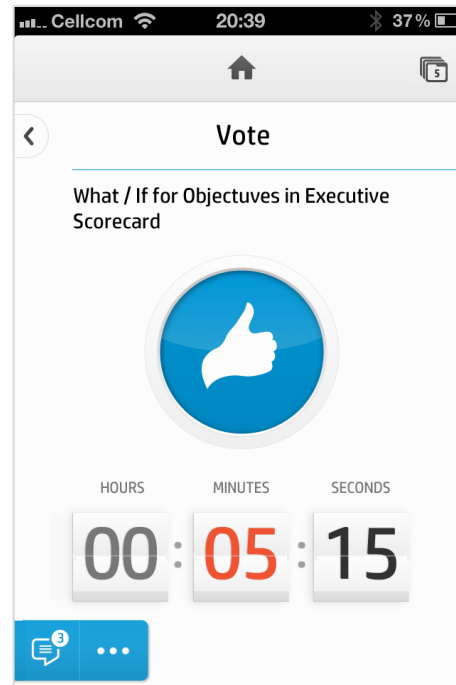 Cellcom 20:39 37%
5
Vote
What / If for Objectuves in Executive
Scorecard
HOURS MINUTES SECONDS
00 : 05 : 15
3